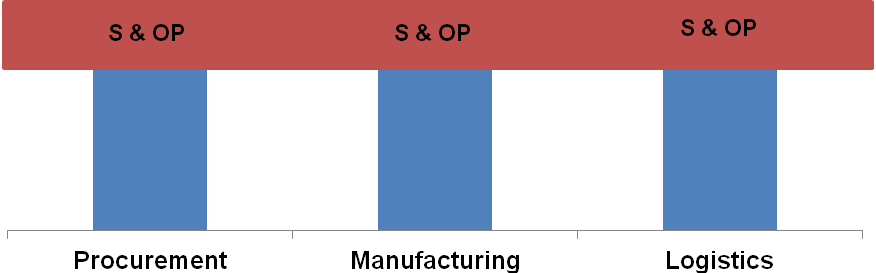 S & OP S & OP S & OP
Procurement Manufacturing Logistics